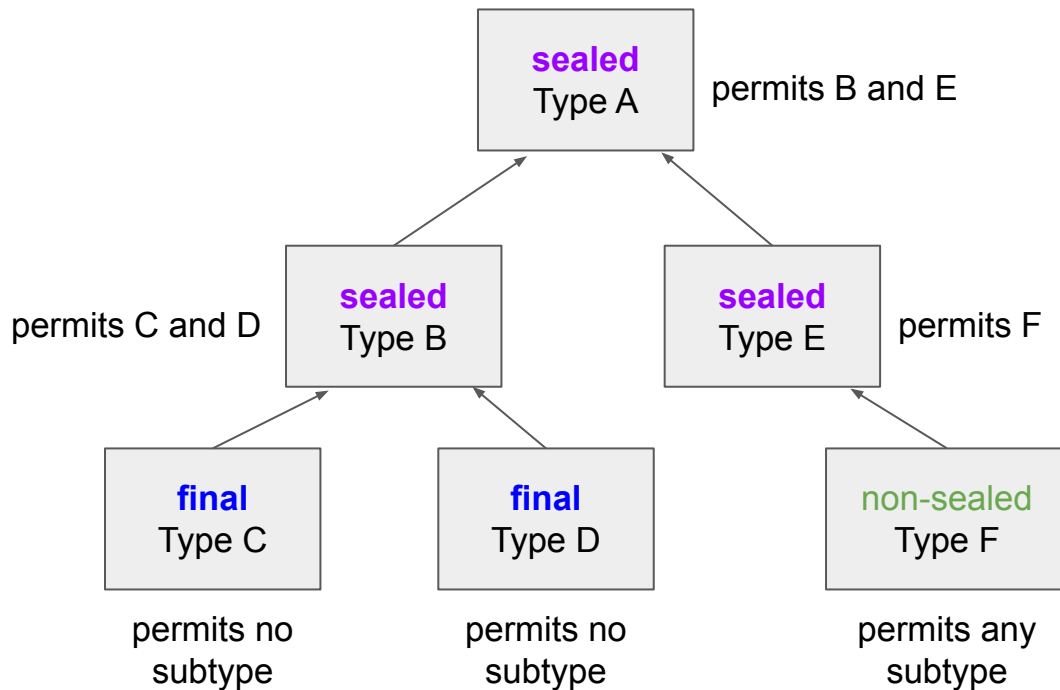 sealed
Type A
permits B and E
permits C and D
sealed
Type B
sealed
Type E
permits F
final
Type C
final
Type D
non-sealed
Type F
permits no
subtype
permits no
subtype
permits any
subtype